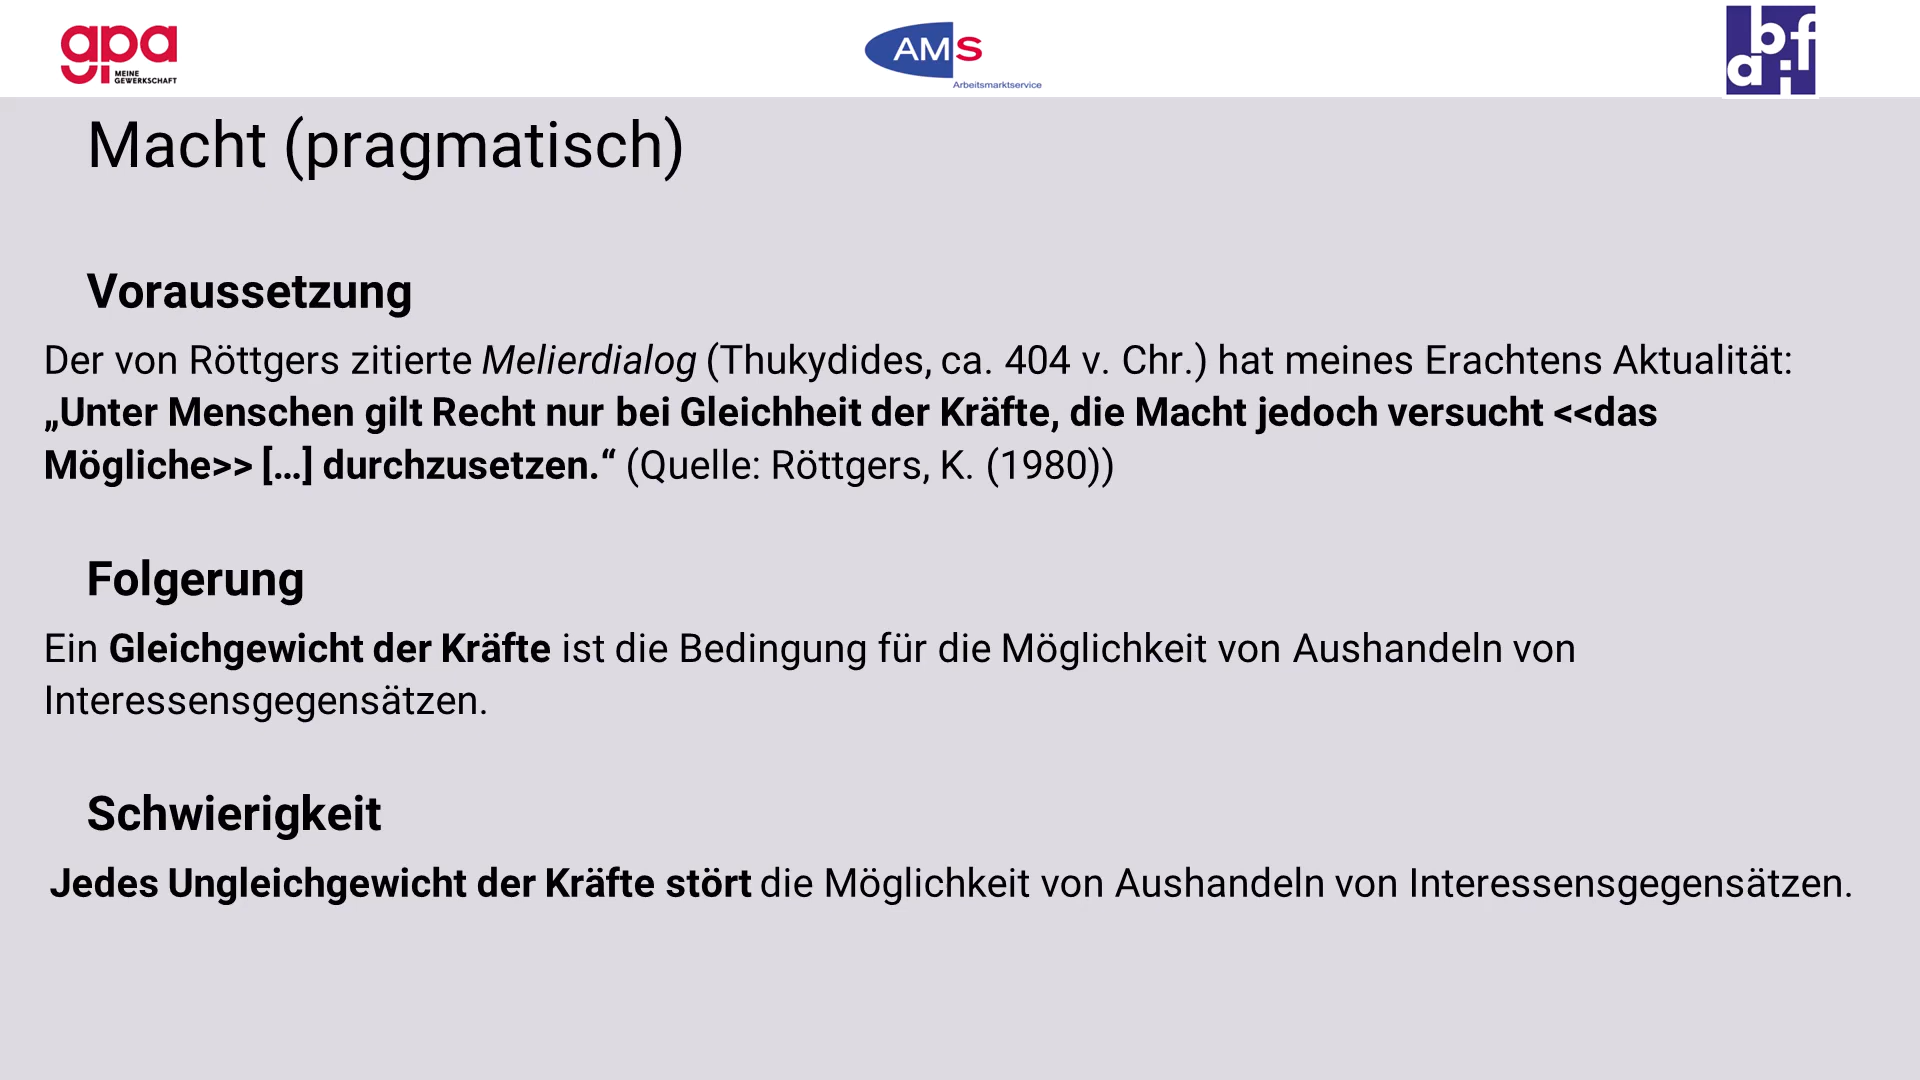 gpa
MEINE
GEWERKSCHAFT
AMS
Arbeitsmarktservice
abif
Macht (pragmatisch)
Voraussetzung
Der von Röttgers zitierte Melierdialog (Thukydides, ca. 404 v. Chr.) hat meines Erachtens Aktualität:
„Unter Menschen gilt Recht nur bei Gleichheit der Kräfte, die Macht jedoch versucht <<das
Mögliche>> [...] durchzusetzen.“ (Quelle: Röttgers, K. (1980))
Folgerung
Ein Gleichgewicht der Kräfte ist die Bedingung für die Möglichkeit von Aushandeln von
Interessensgegensätzen.
Schwierigkeit
Jedes Ungleichgewicht der Kräfte stört die Möglichkeit von Aushandeln von Interessensgegensätzen.